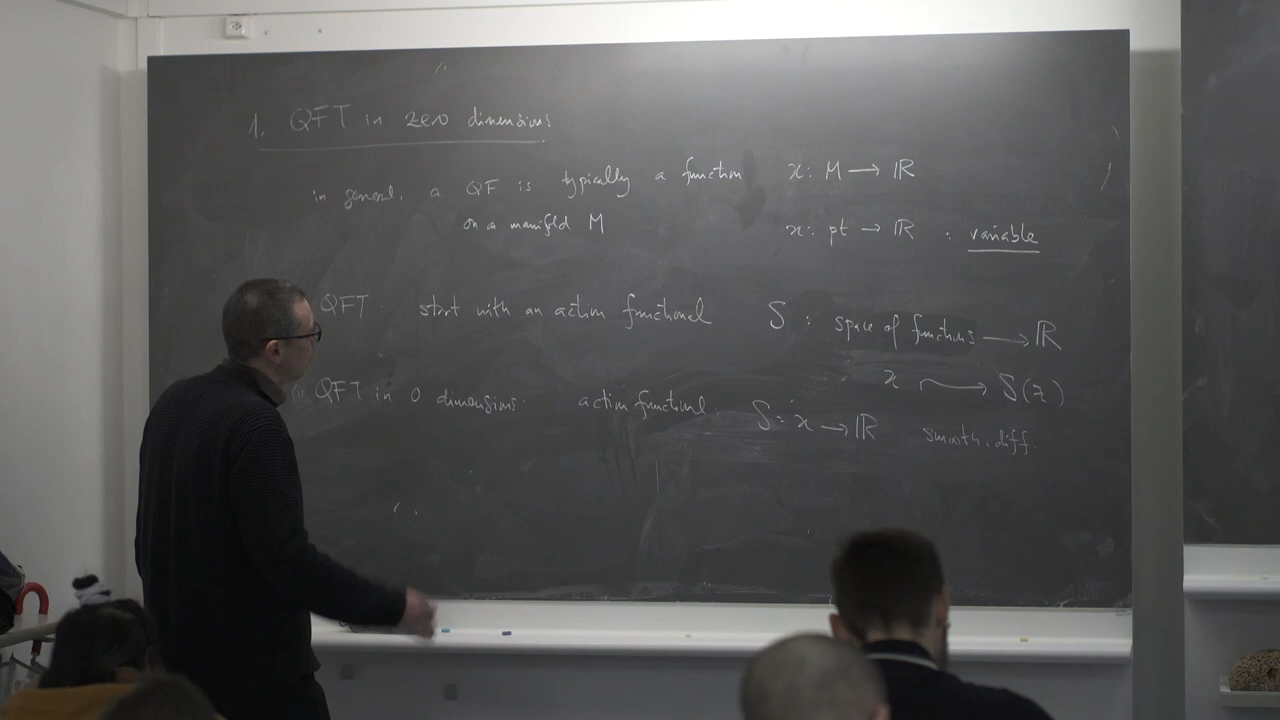 1. QFT in zero dimensions
in general, a QF is typically a function x: M → ℝ
on a manifold M
x: pt → ℝ : variable
QFT start with an action functional S : space of functions → ℝ
x ⟿ S(x)
QFT in 0 dimensions: action functional. S: x → ℝ smooth, diff.